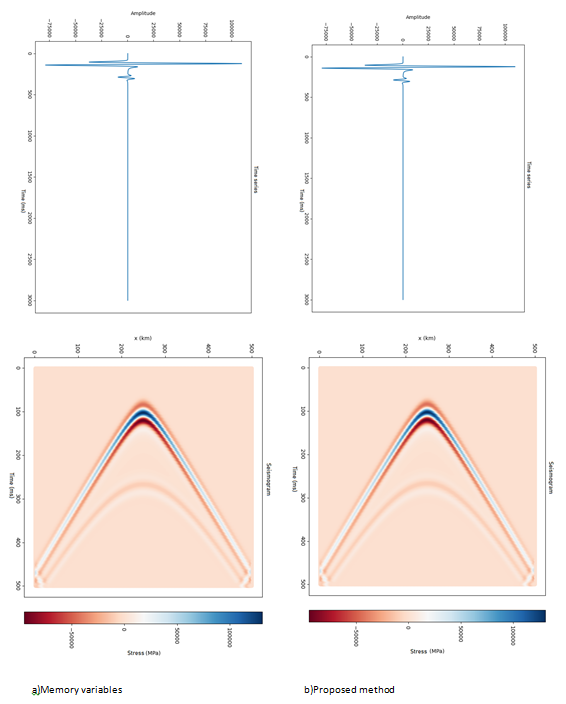 Amplitude
−75000 −50000 −25000 0 25000 50000 75000 100000
0
500
1000
1500
2000
2500
3000
Time (ms)
Time series
Amplitude
−75000 −50000 −25000 0 25000 50000 75000 100000
0
500
1000
1500
2000
2500
3000
Time (ms)
Time series
x (km)
0 100 200 300 400 500
0
100
200
300
400
500
Time (ms)
Seismogram
−50000 0 50000 100000
Stress (MPa)
x (km)
0 100 200 300 400 500
0
100
200
300
400
500
Time (ms)
Seismogram
−50000 0 50000 100000
Stress (MPa)
a)Memory variables
b)Proposed method